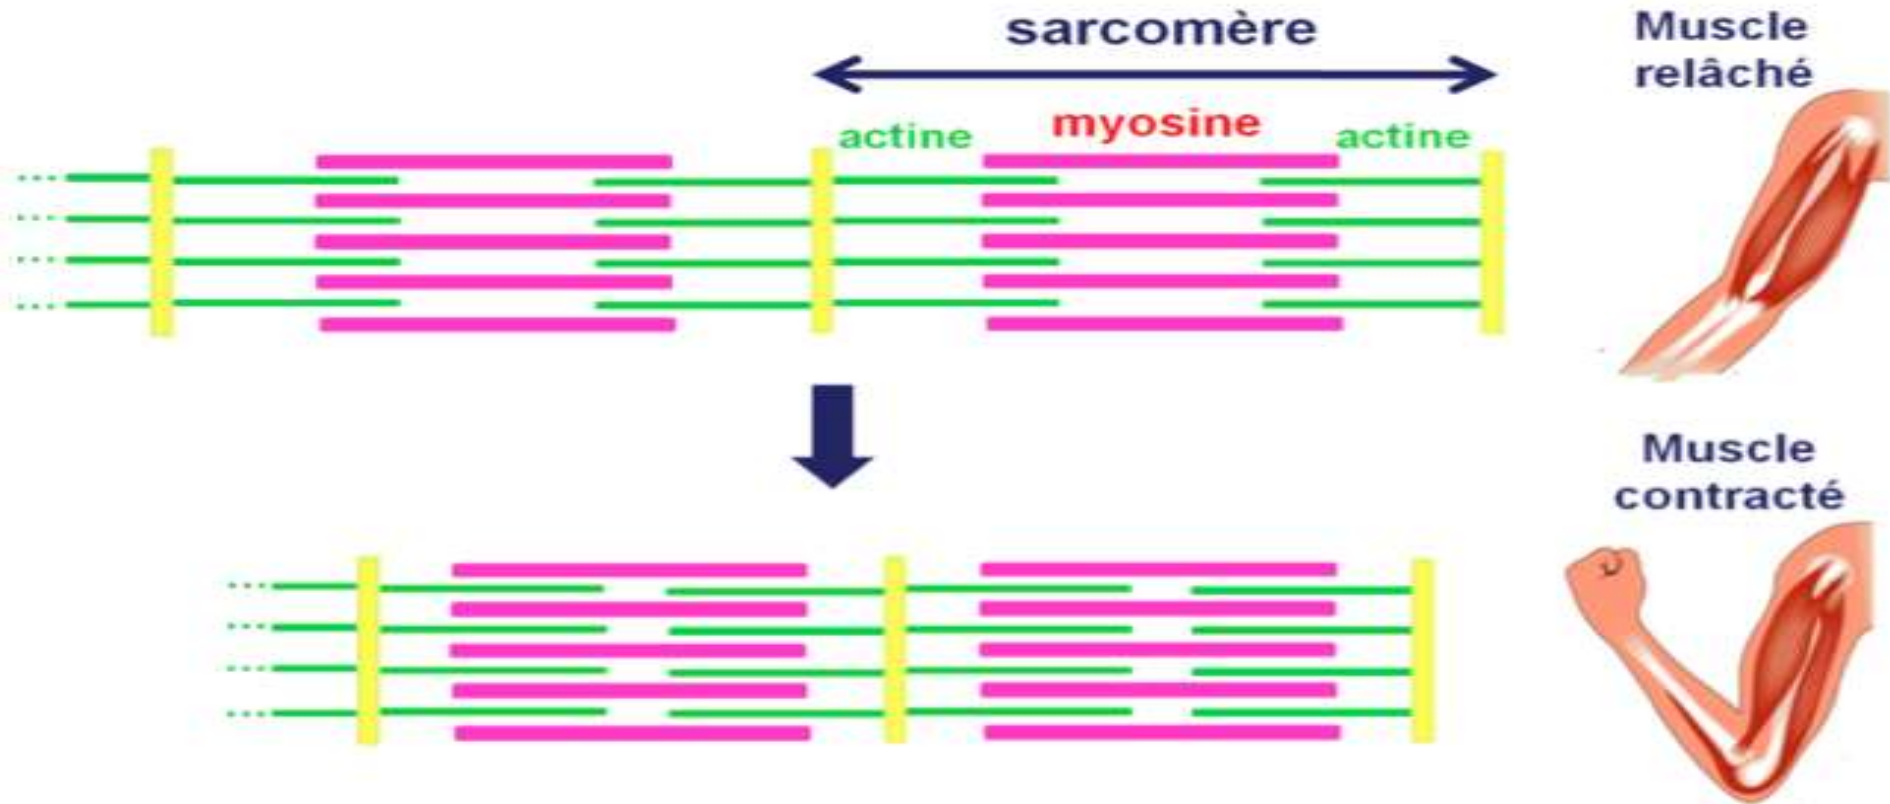 sarcomère
Muscle
relâché
actine
myosine
actine
Muscle
contracté